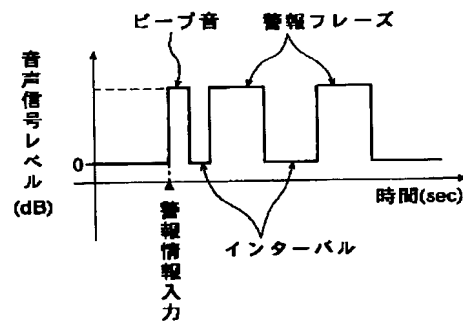 ビープ音
警報フレーズ
音声信号レベル
(dB)
0
時間(sec)
インターバル
警報情報入力